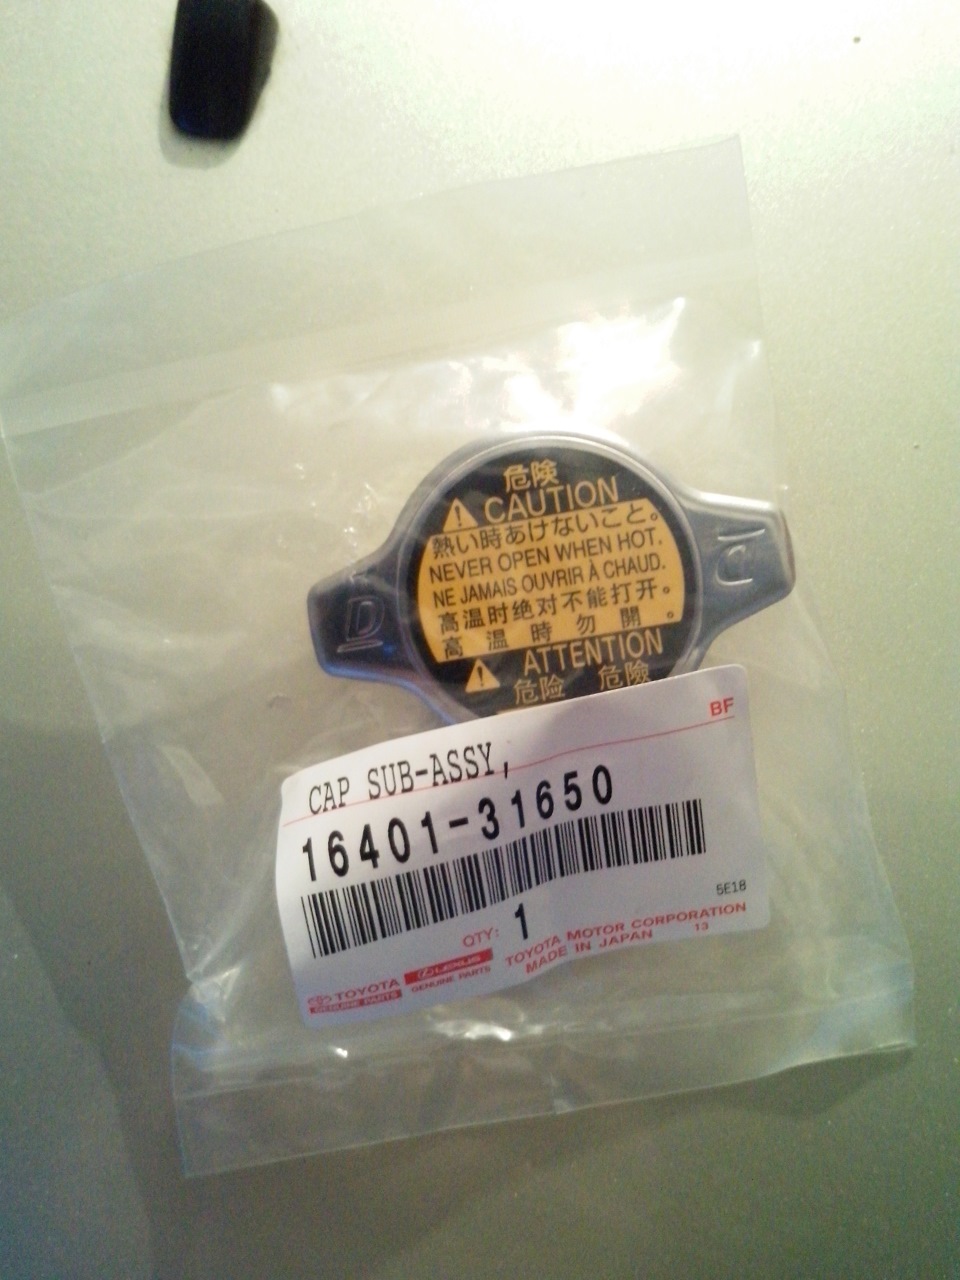 危険
CAUTION
熱い時あけないこと。
NEVER OPEN WHEN HOT.
NE JAMAIS OUVRIR À CHAUD.
高温时绝对不能打开。
高温時勿開。
ATTENTION
危险 危險
D
C
BF
CAP SUB-ASSY,
16401-31650
5E18
QTY: 1
TOYOTA MOTOR CORPORATION
MADE IN JAPAN 13
TOYOTA
GENUINE PARTS
LEXUS
GENUINE PARTS